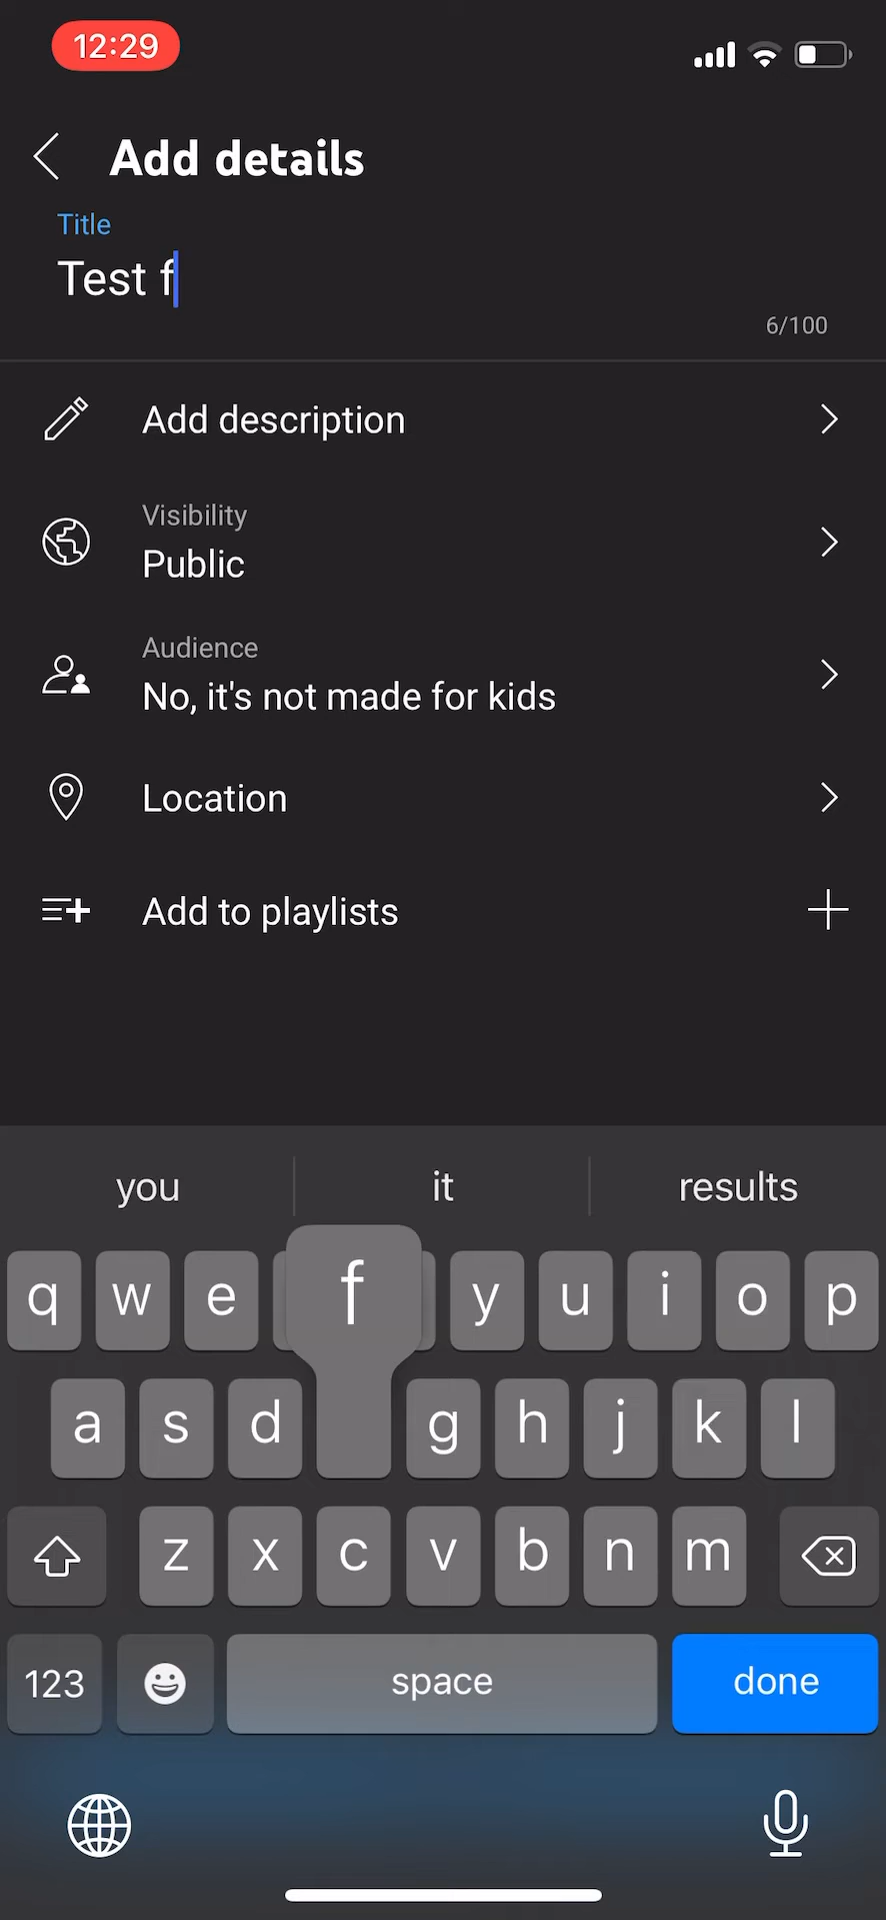 12:29
Add details
Title
Test f
6/100
Add description
Visibility
Public
Audience
No, it's not made for kids
Location
Add to playlists
you it results
q w e f y u i o p
a s d g h j k l
z x c v b n m
123 space done